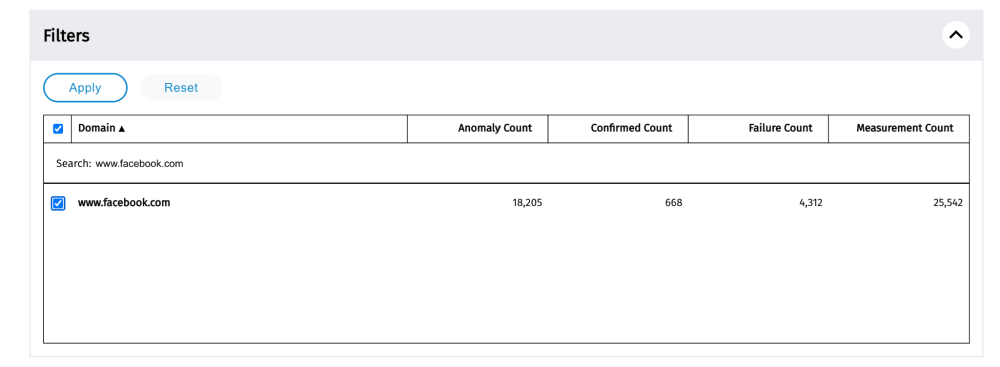 Filters
Apply Reset
Domain ▲ Anomaly Count Confirmed Count Failure Count Measurement Count
Search: www.facebook.com
www.facebook.com 18,205 668 4,312 25,542